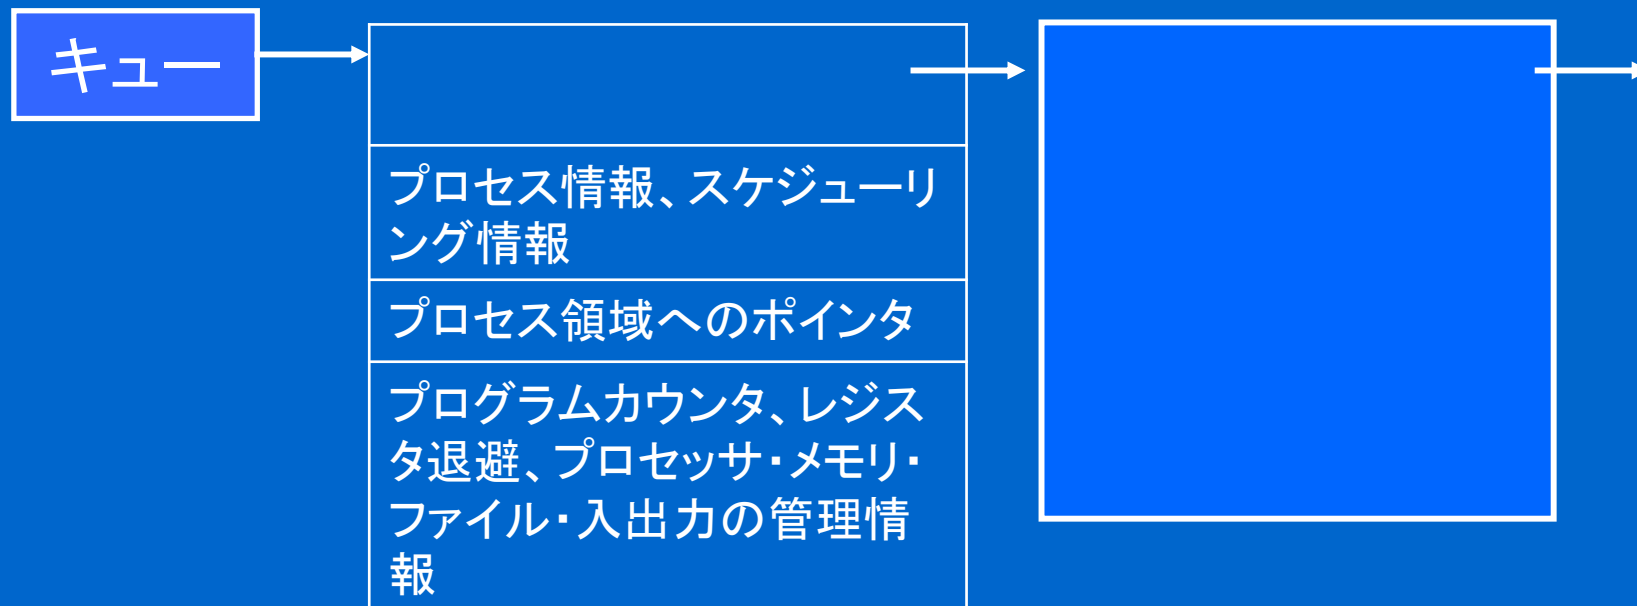 キュー
プロセス情報、スケジューリ
ング情報
プロセス領域へのポインタ
プログラムカウンタ、レジス
タ退避、プロセッサ・メモリ・
ファイル・入出力の管理情
報